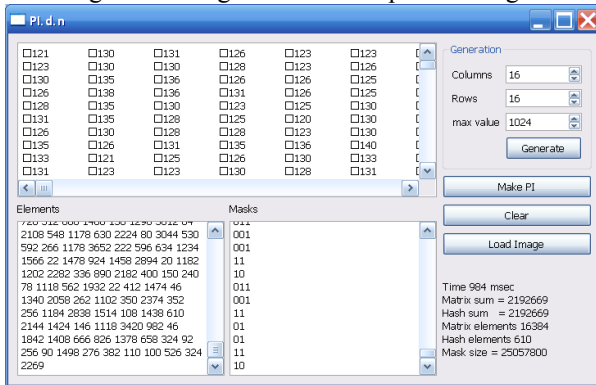 Pl. d. n
□121 □130 □131 □126 □123 □123
□123 □130 □130 □128 □123 □126
□130 □135 □136 □126 □126 □125
□126 □138 □136 □131 □126 □125
□128 □135 □130 □123 □125 □130
□131 □135 □128 □125 □120 □130
□126 □130 □128 □128 □123 □130
□135 □126 □131 □135 □136 □140
□133 □121 □125 □126 □130 □133
□131 □123 □123 □130 □128 □131
Generation
Columns 16
Rows 16
max value 1024
Generate
Make PI
Clear
Load Image
Elements
2108 548 1178 630 2224 80 3044 530
592 266 1178 3652 222 596 634 1234
1566 22 1478 924 1458 2894 20 1182
1202 2282 336 890 2182 400 150 240
78 1118 562 1932 22 412 1474 46
1340 2058 262 1102 350 2374 352
256 1184 2838 1514 108 1438 610
2144 1424 146 1118 3420 982 46
1842 1408 666 826 1378 658 324 92
256 90 1498 276 382 110 100 526 324
2269
Masks
011
001
001
11
10
011
001
11
01
01
11
10
Time 984 msec
Matrix sum = 2192669
Hash sum = 2192669
Matrix elements 16384
Hash elements 610
Mask size = 25057800